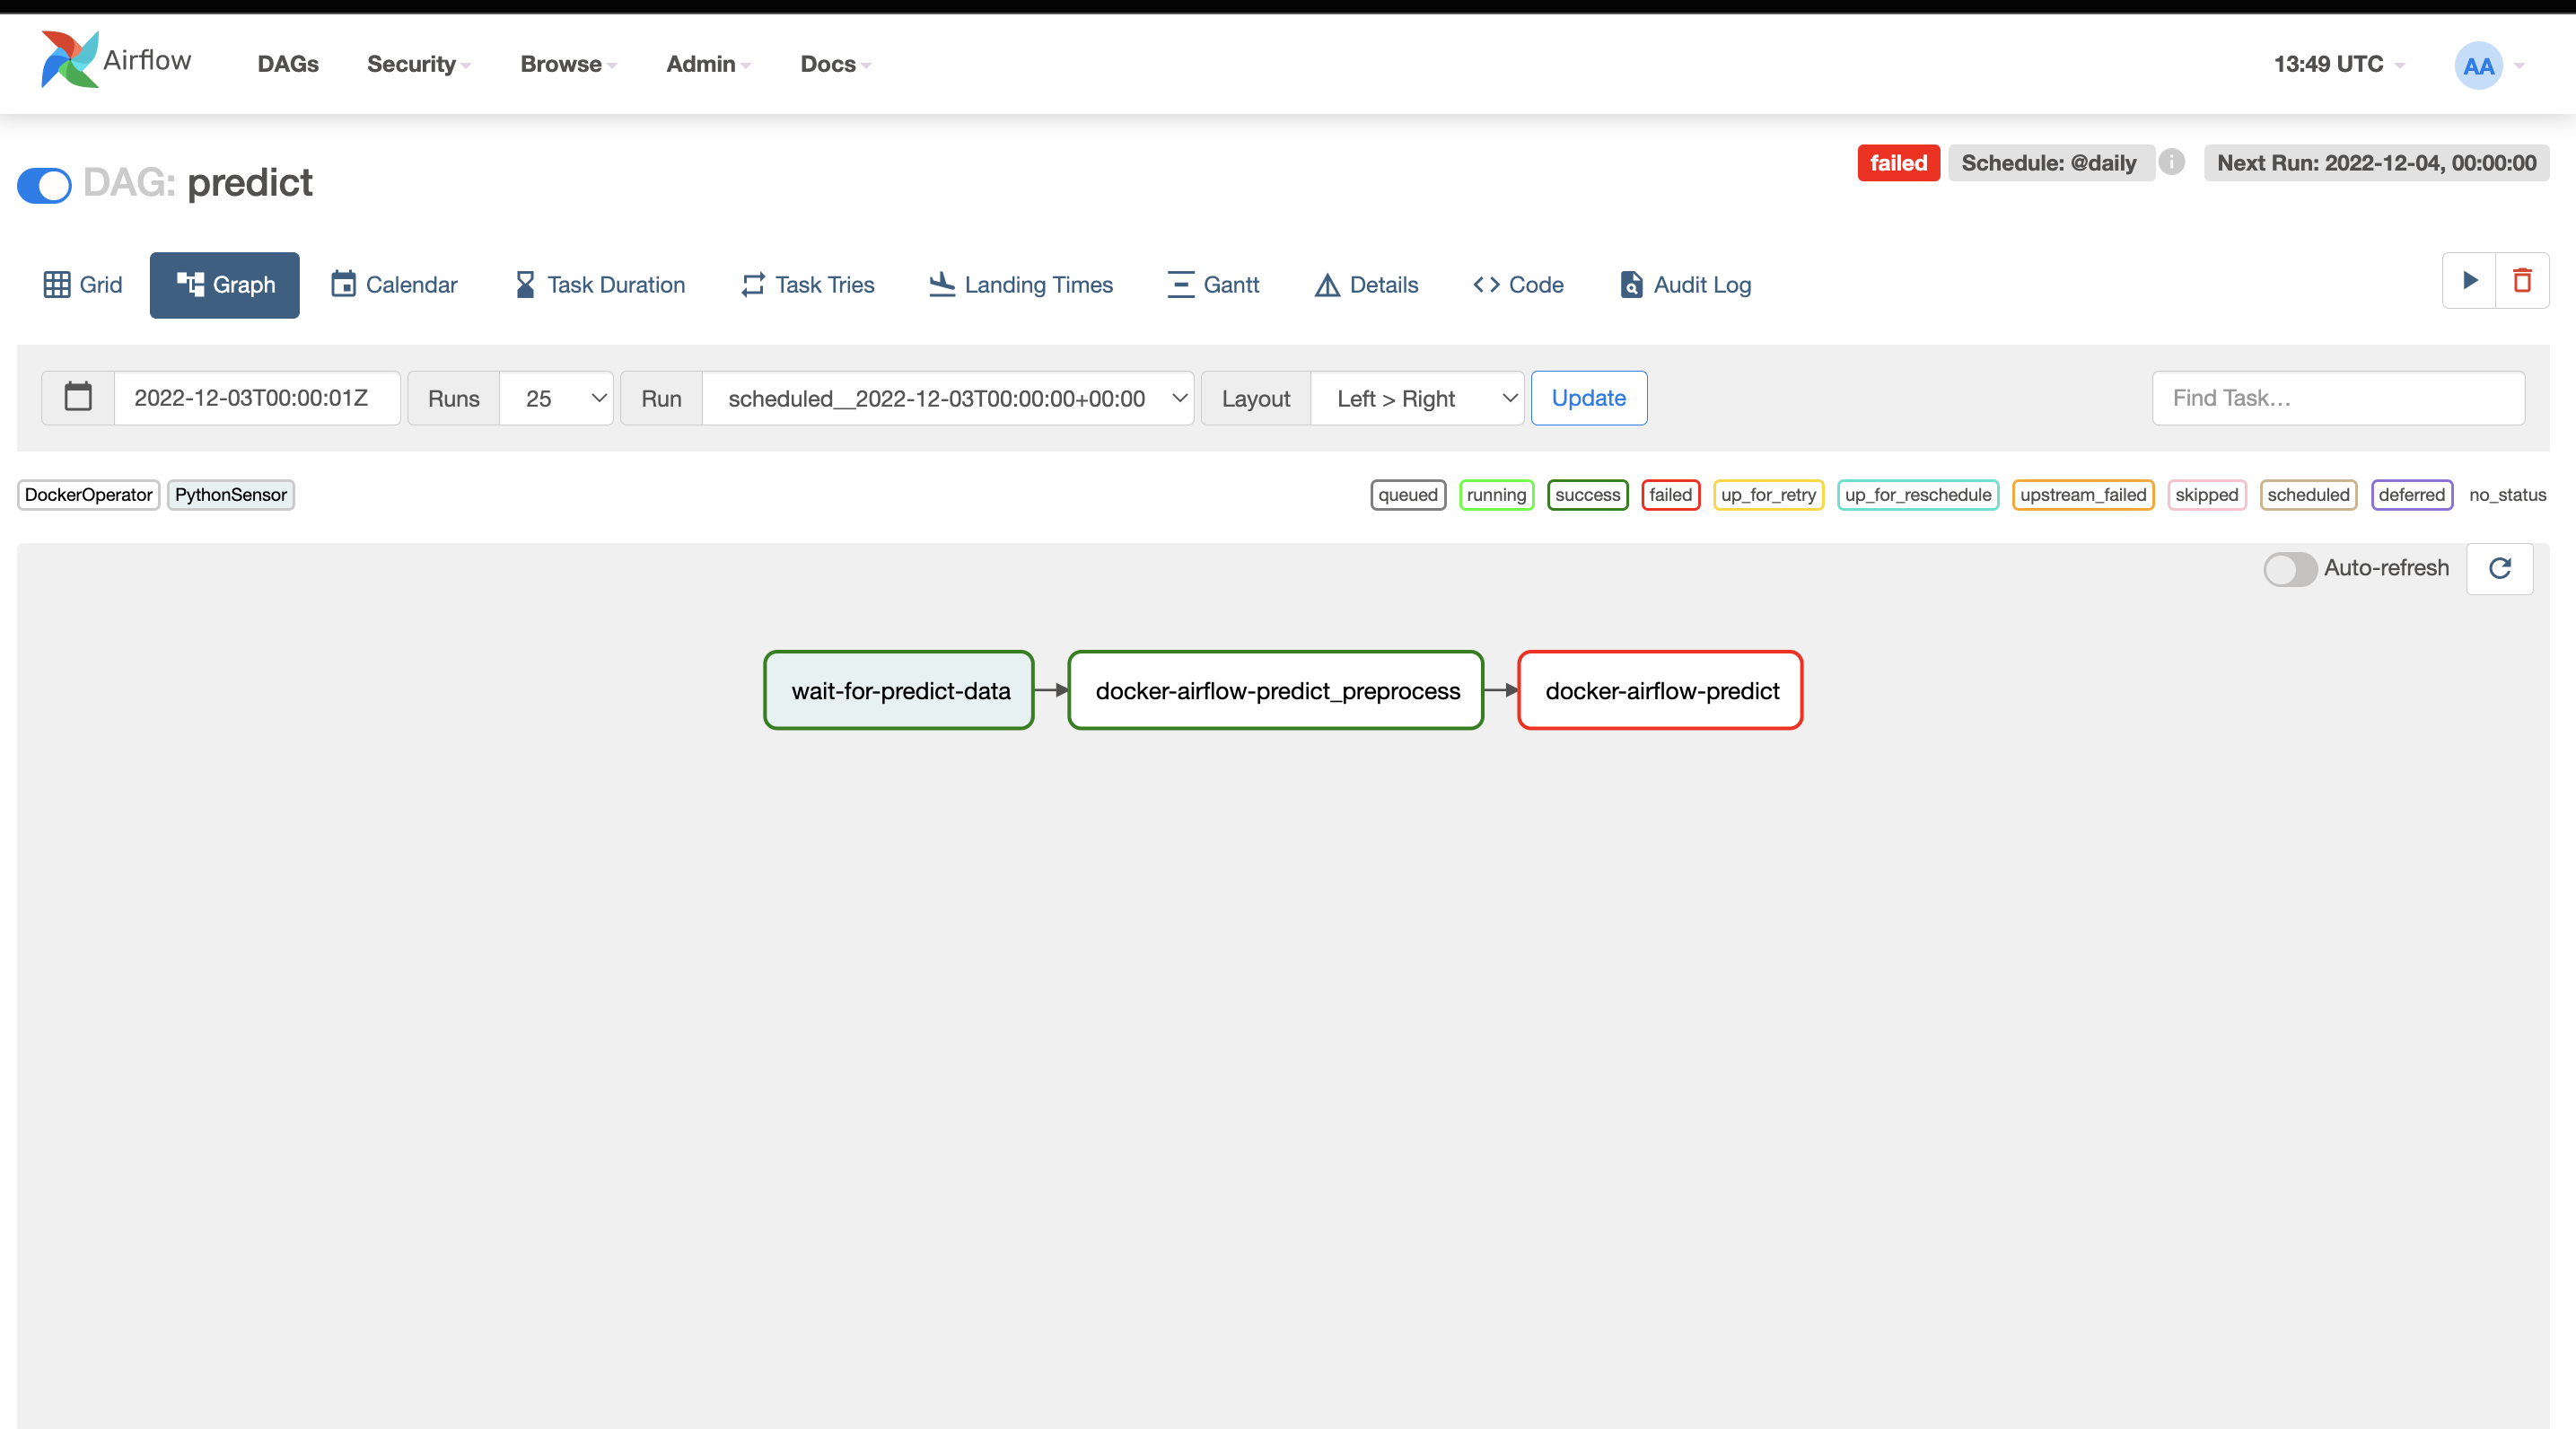 Airflow DAGs Security Browse Admin Docs 13:49 UTC AA
DAG: predict failed Schedule: @daily i Next Run: 2022-12-04, 00:00:00
Grid Graph Calendar Task Duration Task Tries Landing Times Gantt Details Code Audit Log
2022-12-03T00:00:01Z Runs 25 Run scheduled__2022-12-03T00:00:00+00:00 Layout Left > Right Update Find Task…
DockerOperator PythonSensor queued running success failed up_for_retry up_for_reschedule upstream_failed skipped scheduled deferred no_status
Auto-refresh
wait-for-predict-data docker-airflow-predict_preprocess docker-airflow-predict